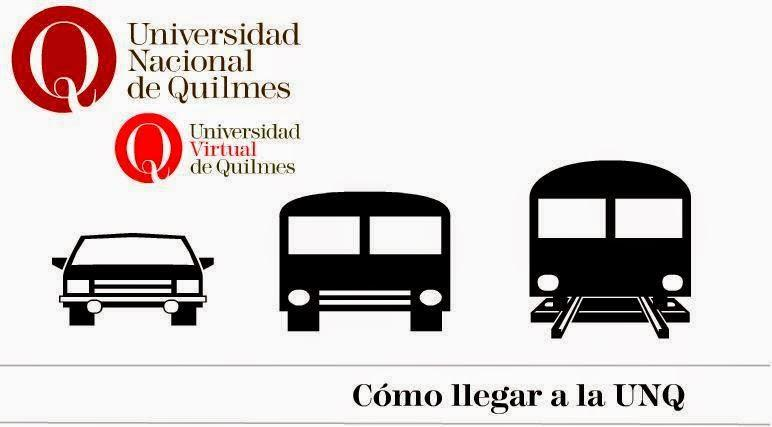 Universidad
Nacional
de Quilmes
Universidad
Virtual
de Quilmes
Cómo llegar a la UNQ